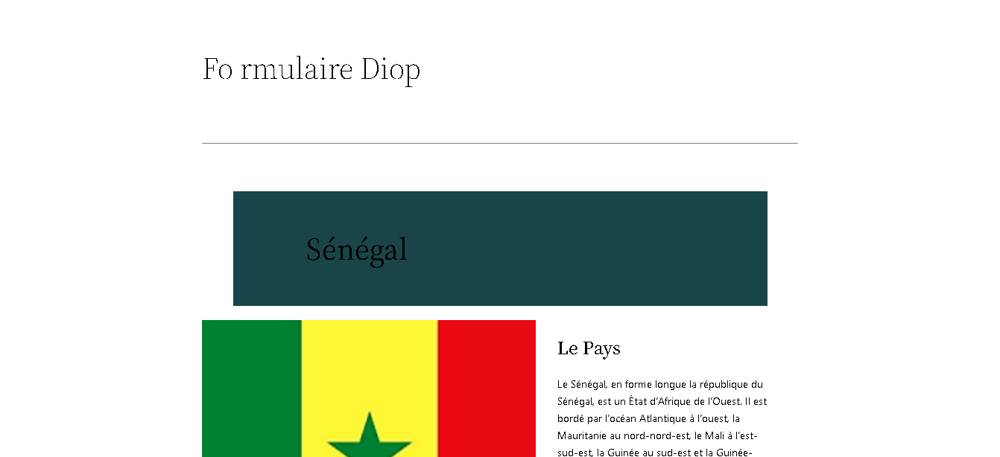 Fo rmulaire Diop
Sénégal
Le Pays
Le Sénégal, en forme longue la république du
Sénégal, est un État d’Afrique de l’Ouest. Il est
bordé par l’océan Atlantique à l’ouest, la
Mauritanie au nord-nord-est, le Mali à l’est-
sud-est, la Guinée au sud-est et la Guinée-